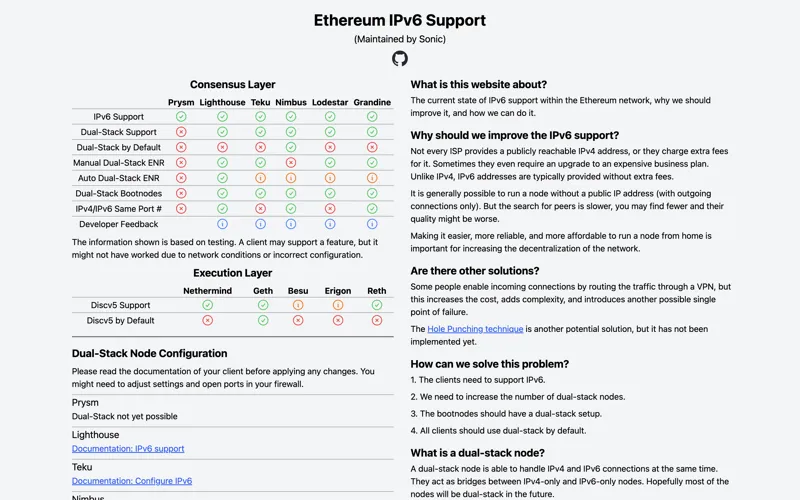 Ethereum IPv6 Support
(Maintained by Sonic)
Consensus Layer
Prysm Lighthouse Teku Nimbus Lodestar Grandine
IPv6 Support
Dual-Stack Support
Dual-Stack by Default
Manual Dual-Stack ENR
Auto Dual-Stack ENR
Dual-Stack Bootnodes
IPv4/IPv6 Same Port #
Developer Feedback
The information shown is based on testing. A client may support a feature, but it
might not have worked due to network conditions or incorrect configuration.
Execution Layer
Nethermind Geth Besu Erigon Reth
Discv5 Support
Discv5 by Default
Dual-Stack Node Configuration
Please read the documentation of your client before applying any changes. You
might need to adjust settings and open ports in your firewall.
Prysm
Dual-Stack not yet possible
Lighthouse
Documentation: IPv6 support
Teku
Documentation: Configure IPv6
Nimbus
What is this website about?
The current state of IPv6 support within the Ethereum network, why we should
improve it, and how we can do it.
Why should we improve the IPv6 support?
Not every ISP provides a publicly reachable IPv4 address, or they charge extra fees
for it. Sometimes they even require an upgrade to an expensive business plan.
Unlike IPv4, IPv6 addresses are typically provided without extra fees.
It is generally possible to run a node without a public IP address (with outgoing
connections only). But the search for peers is slower, you may find fewer and their
quality might be worse.
Making it easier, more reliable, and more affordable to run a node from home is
important for increasing the decentralization of the network.
Are there other solutions?
Some people enable incoming connections by routing the traffic through a VPN, but
this increases the cost, adds complexity, and introduces another possible single
point of failure.
The Hole Punching technique is another potential solution, but it has not been
implemented yet.
How can we solve this problem?
1. The clients need to support IPv6.
2. We need to increase the number of dual-stack nodes.
3. The bootnodes should have a dual-stack setup.
4. All clients should use dual-stack by default.
What is a dual-stack node?
A dual-stack node is able to handle IPv4 and IPv6 connections at the same time.
They act as bridges between IPv4-only and IPv6-only nodes. Hopefully most of the
nodes will be dual-stack in the future.